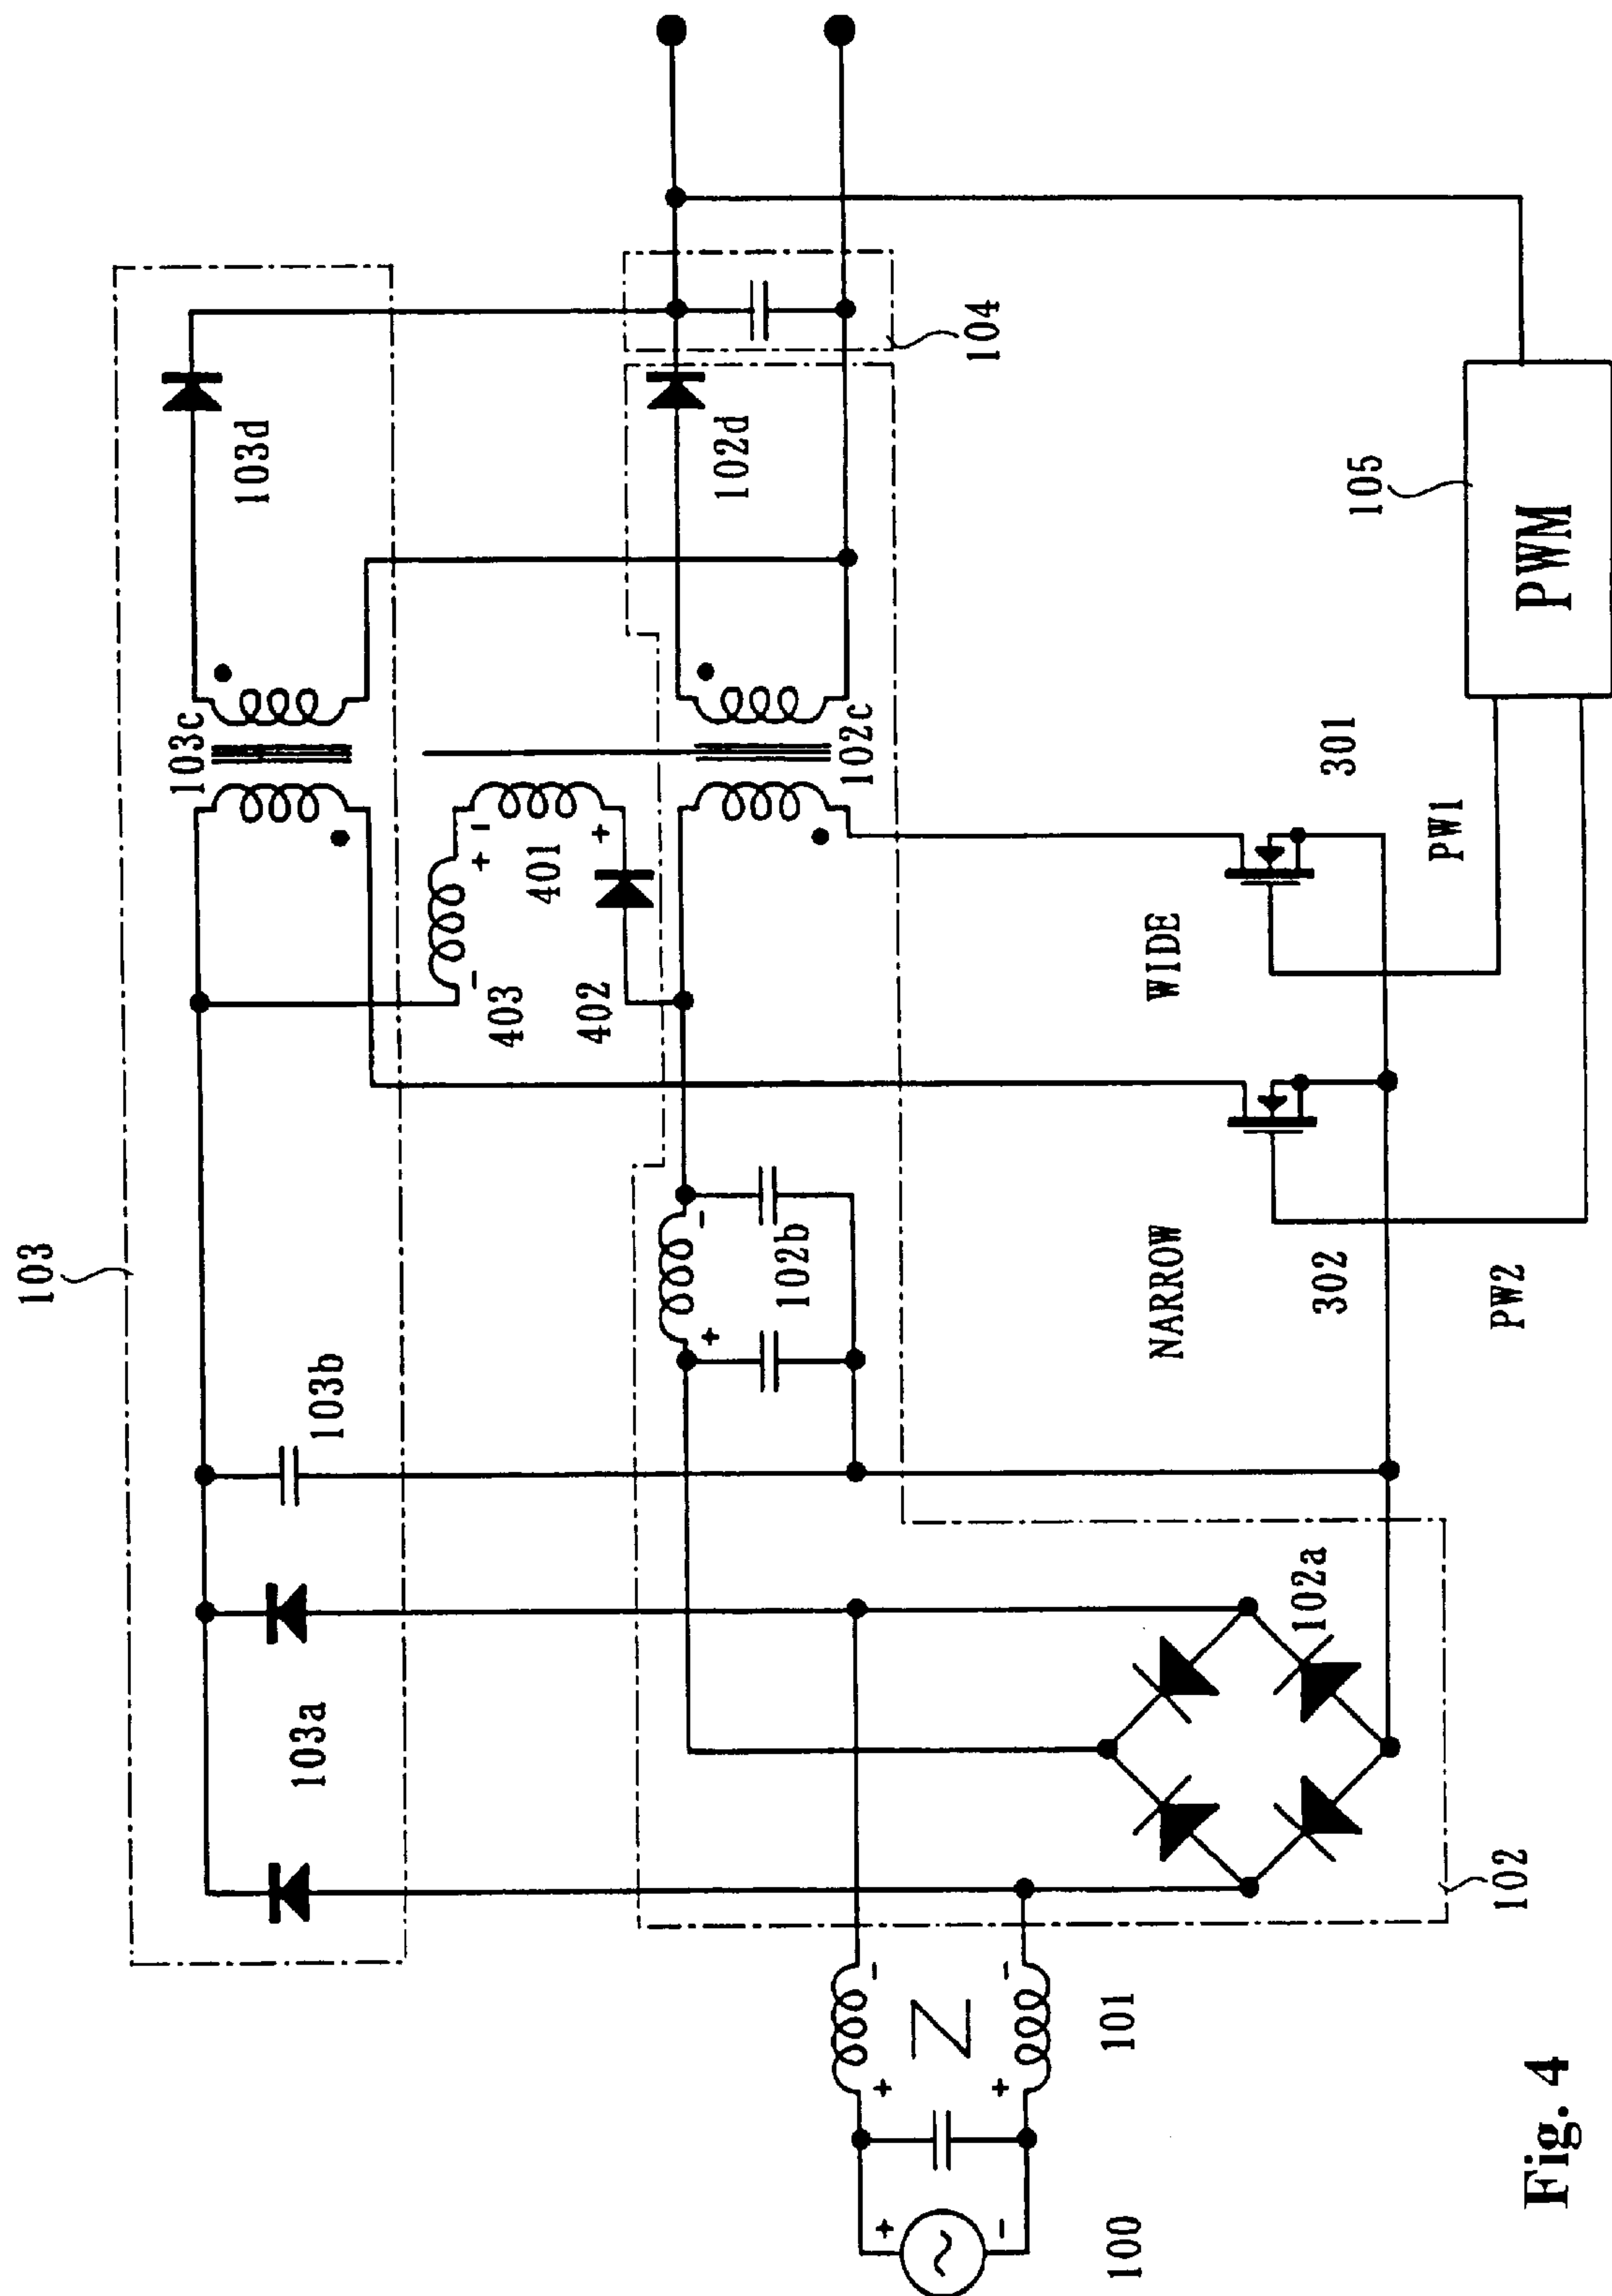 103
103d
103c
103b
103a
104
102d
102c
401
403
402
102b
102a
102
101
100
+
-
+
-
+
-
+
-
+
-
+
-
105
PWM
301
PW1
WIDE
302
PW2
NARROW
Fig. 4